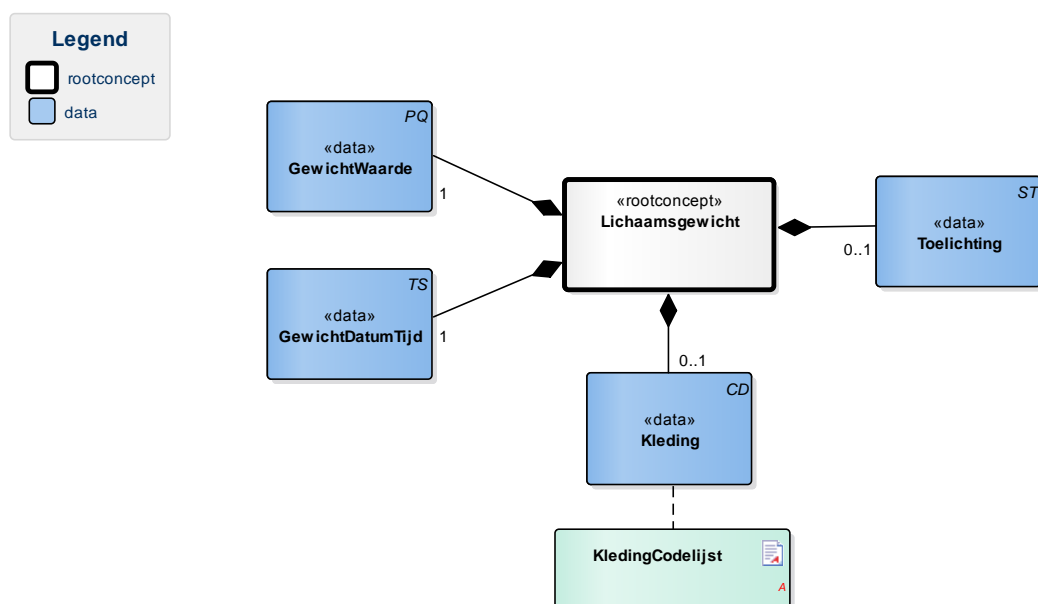 Legend
rootconcept
data
PQ
«data»
GewichtWaarde
1
«rootconcept»
Lichaamsgewicht
ST
«data»
Toelichting
0..1
TS
«data»
GewichtDatumTijd
1
0..1
CD
«data»
Kleding
KledingCodelijst
A